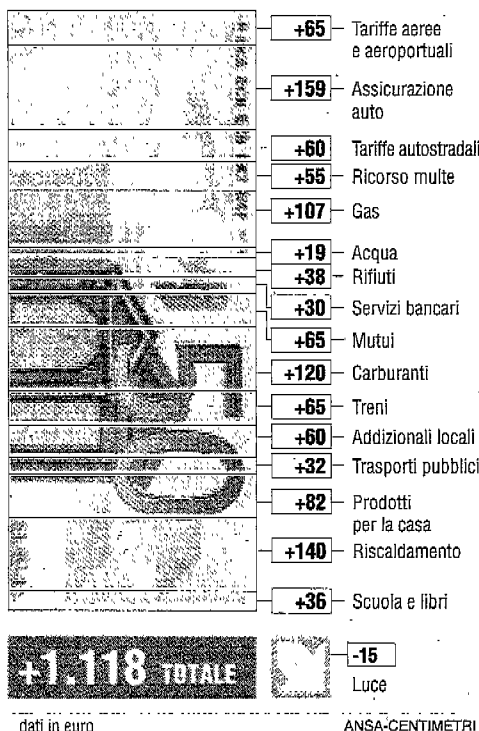 +65 Tariffe aeree
e aeroportuali
+159 Assicurazione
auto
+60 Tariffe autostradali
+55 Ricorso multe
+107 Gas
+19 Acqua
+38 Rifiuti
+30 Servizi bancari
+65 Mutui
+120 Carburanti
+65 Treni
+60 Addizionali locali
+32 Trasporti pubblici
+82 Prodotti
per la casa
+140 Riscaldamento
+36 Scuola e libri
+1.118 TOTALE
-15
Luce
dati in euro ANSA-CENTIMETRI